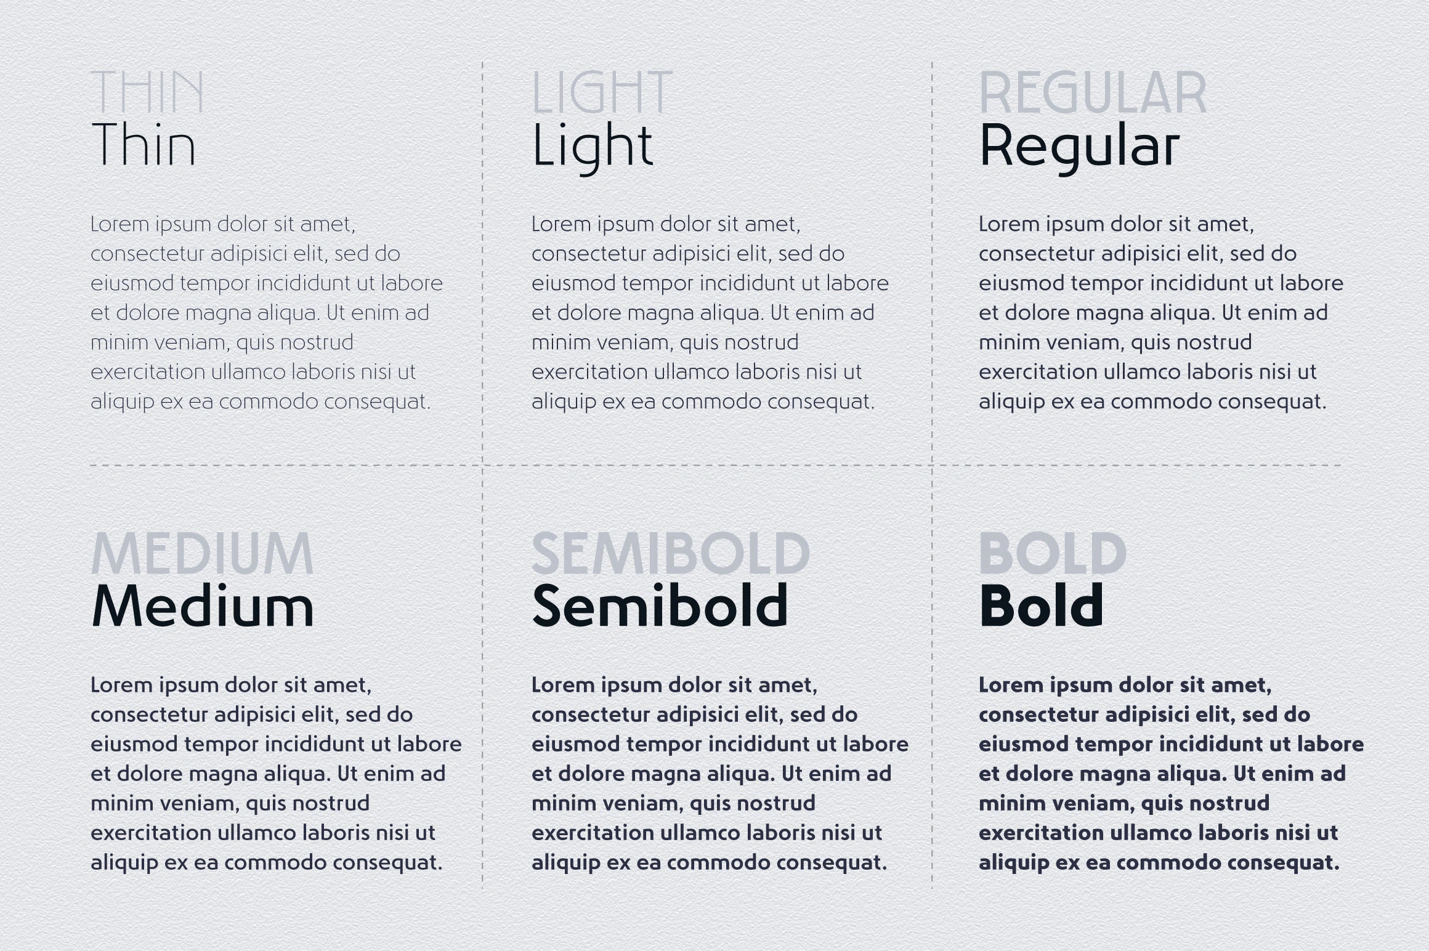 THIN
Thin
Lorem ipsum dolor sit amet,
consectetur adipisici elit, sed do
eiusmod tempor incididunt ut labore
et dolore magna aliqua. Ut enim ad
minim veniam, quis nostrud
exercitation ullamco laboris nisi ut
aliquip ex ea commodo consequat.
LIGHT
Light
Lorem ipsum dolor sit amet,
consectetur adipisici elit, sed do
eiusmod tempor incididunt ut labore
et dolore magna aliqua. Ut enim ad
minim veniam, quis nostrud
exercitation ullamco laboris nisi ut
aliquip ex ea commodo consequat.
REGULAR
Regular
Lorem ipsum dolor sit amet,
consectetur adipisici elit, sed do
eiusmod tempor incididunt ut labore
et dolore magna aliqua. Ut enim ad
minim veniam, quis nostrud
exercitation ullamco laboris nisi ut
aliquip ex ea commodo consequat.
MEDIUM
Medium
Lorem ipsum dolor sit amet,
consectetur adipisici elit, sed do
eiusmod tempor incididunt ut labore
et dolore magna aliqua. Ut enim ad
minim veniam, quis nostrud
exercitation ullamco laboris nisi ut
aliquip ex ea commodo consequat.
SEMIBOLD
Semibold
Lorem ipsum dolor sit amet,
consectetur adipisici elit, sed do
eiusmod tempor incididunt ut labore
et dolore magna aliqua. Ut enim ad
minim veniam, quis nostrud
exercitation ullamco laboris nisi ut
aliquip ex ea commodo consequat.
BOLD
Bold
Lorem ipsum dolor sit amet,
consectetur adipisici elit, sed do
eiusmod tempor incididunt ut labore
et dolore magna aliqua. Ut enim ad
minim veniam, quis nostrud
exercitation ullamco laboris nisi ut
aliquip ex ea commodo consequat.